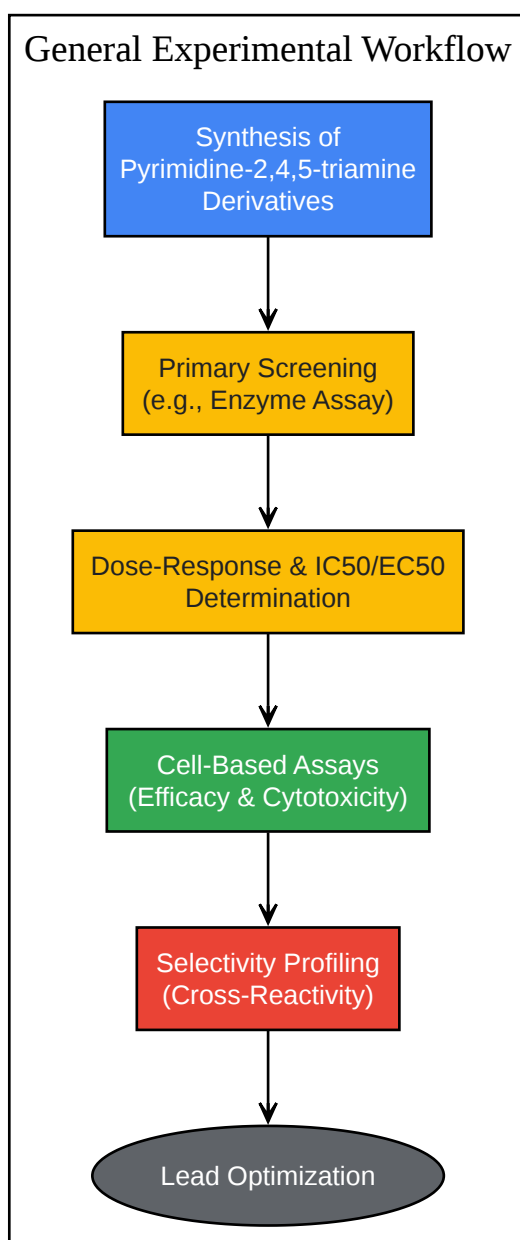 General Experimental Workflow
Synthesis of
Pyrimidine-2,4,5-triamine
Derivatives
Primary Screening
(e.g., Enzyme Assay)
Dose-Response & IC50/EC50
Determination
Cell-Based Assays
(Efficacy & Cytotoxicity)
Selectivity Profiling
(Cross-Reactivity)
Lead Optimization